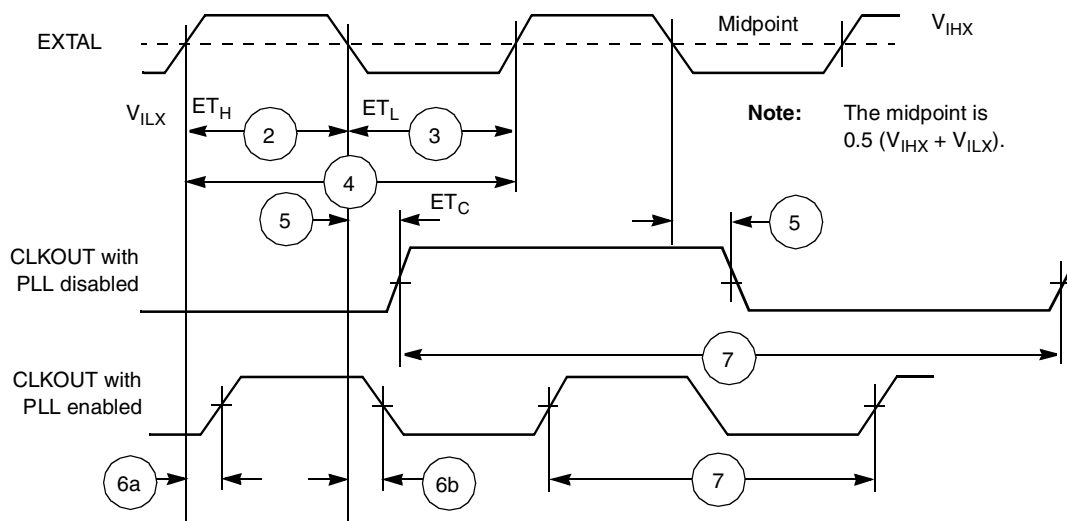 EXTAL
Midpoint
V_IHX
V_ILX
ET_H
2
ET_L
3
Note: The midpoint is
0.5 (V_IHX + V_ILX).
4
5
ET_C
5
CLKOUT with
PLL disabled
7
CLKOUT with
PLL enabled
6a
6b
7